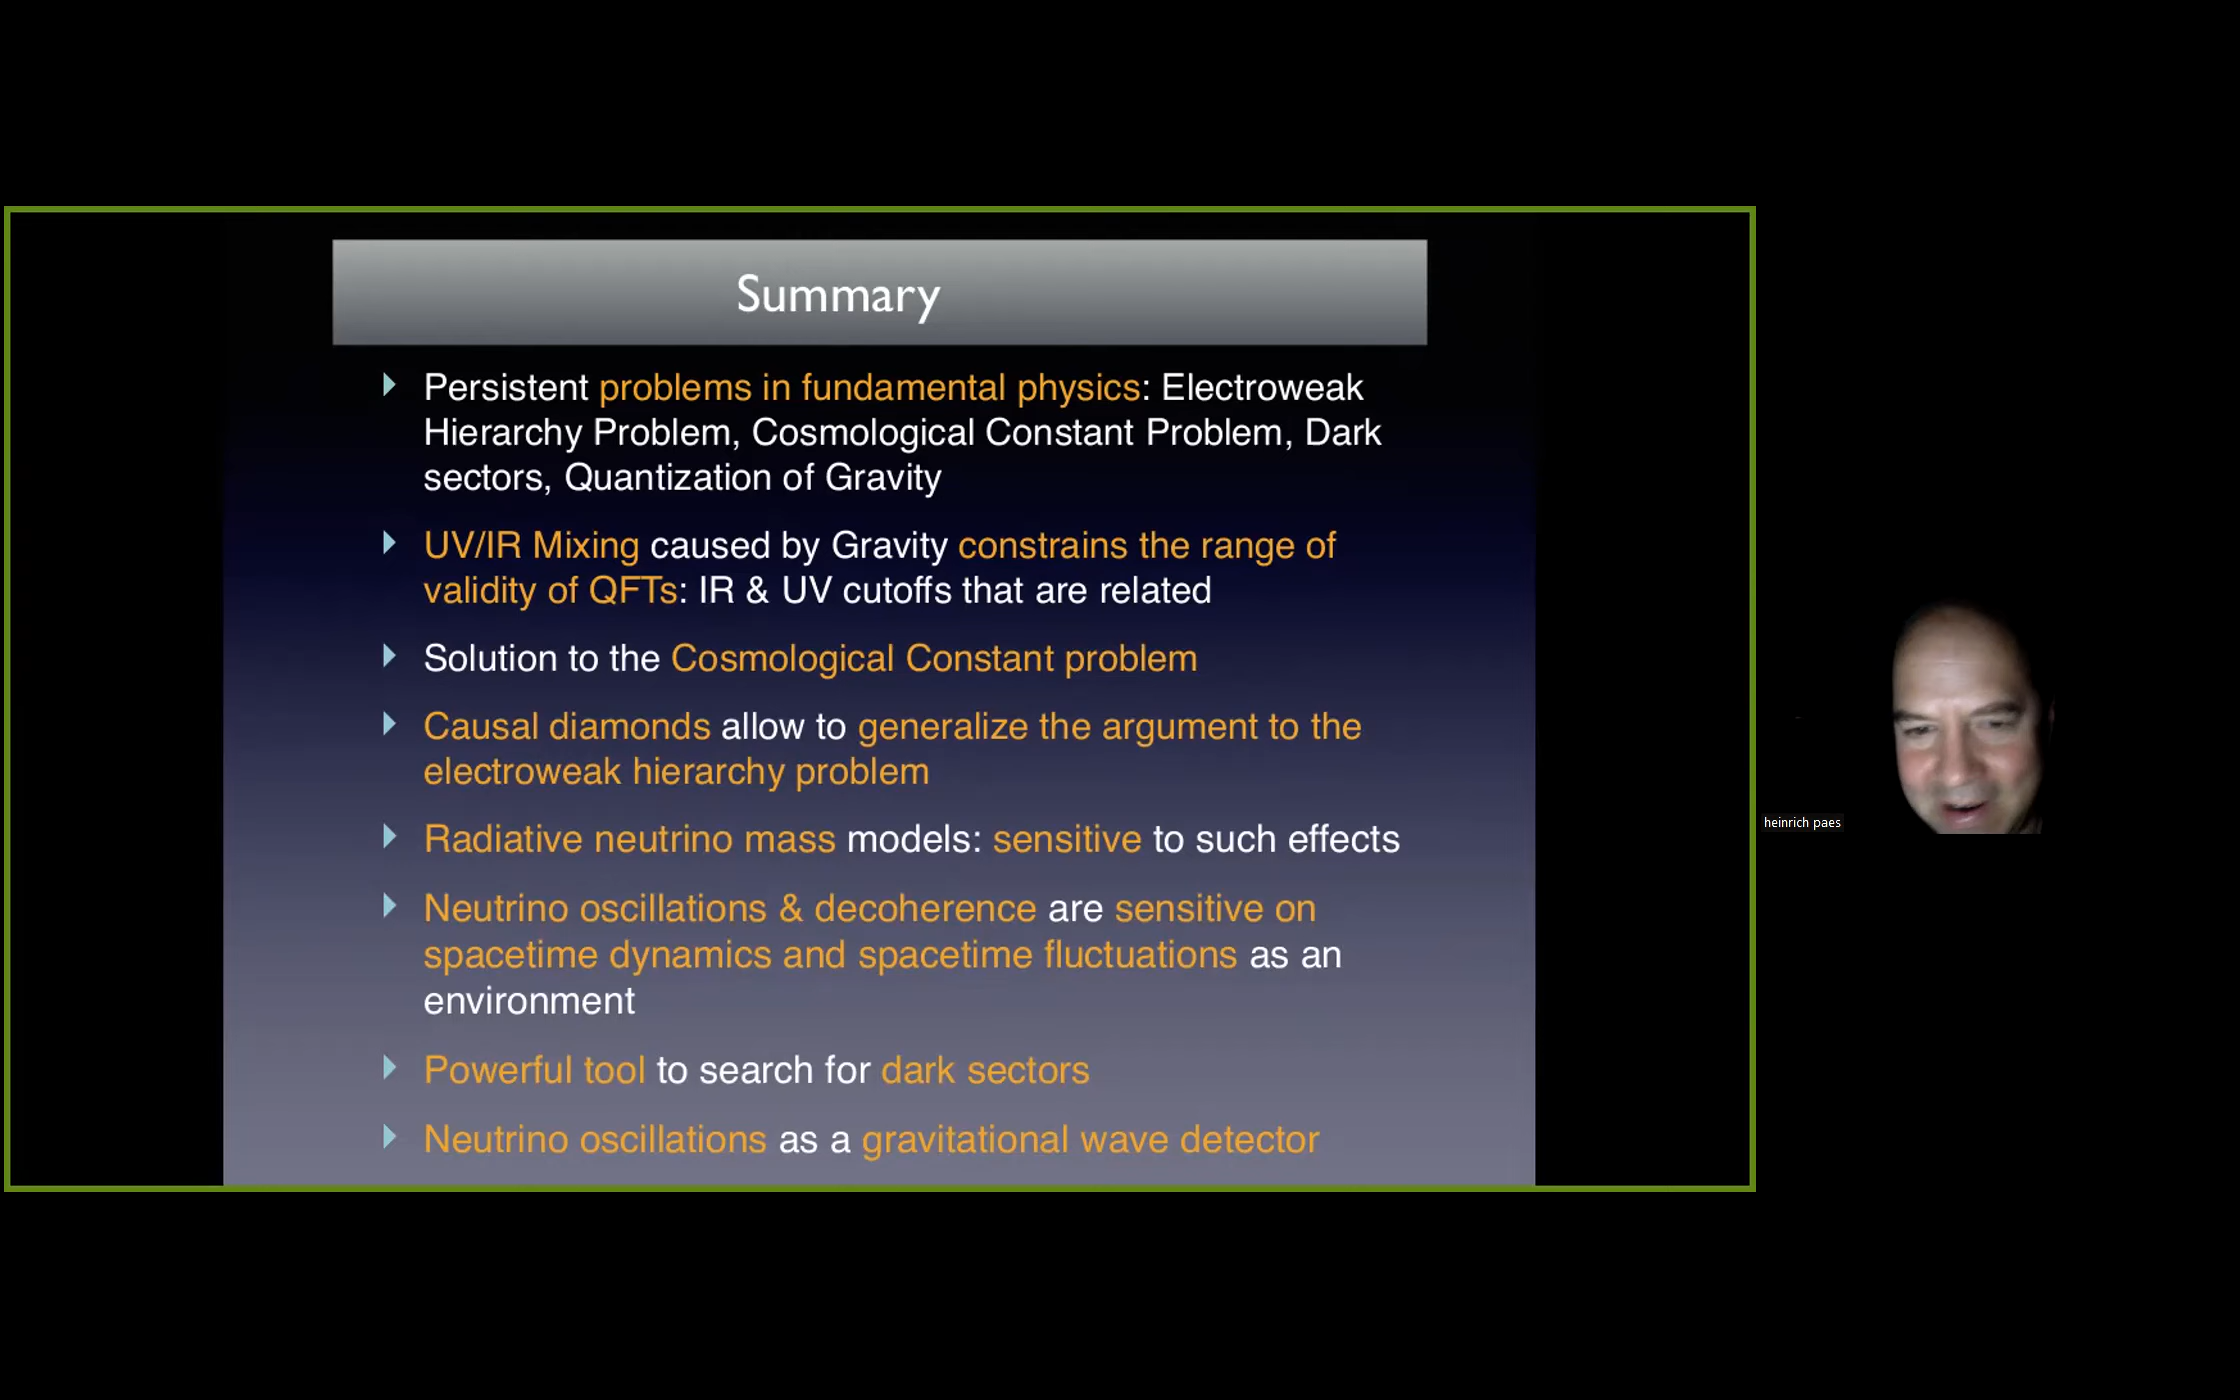 Summary
Persistent problems in fundamental physics: Electroweak
Hierarchy Problem, Cosmological Constant Problem, Dark
sectors, Quantization of Gravity
UV/IR Mixing caused by Gravity constrains the range of
validity of QFTs: IR & UV cutoffs that are related
Solution to the Cosmological Constant problem
Causal diamonds allow to generalize the argument to the
electroweak hierarchy problem
Radiative neutrino mass models: sensitive to such effects
Neutrino oscillations & decoherence are sensitive on
spacetime dynamics and spacetime fluctuations as an
environment
Powerful tool to search for dark sectors
Neutrino oscillations as a gravitational wave detector
heinrich paes